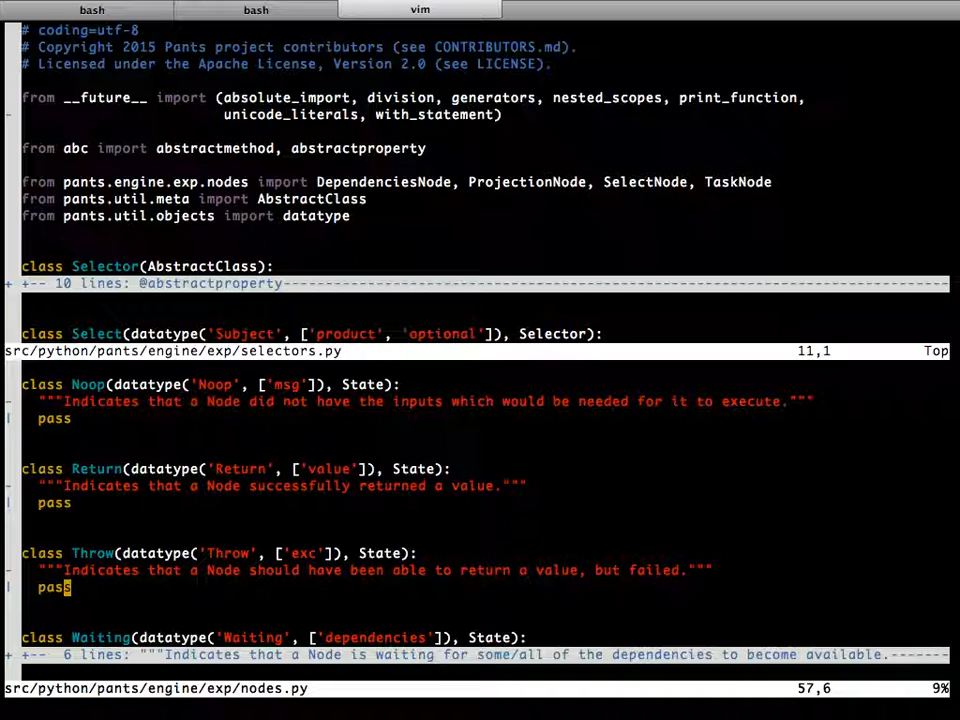 bash bash vim
# coding=utf-8
# Copyright 2015 Pants project contributors (see CONTRIBUTORS.md).
# Licensed under the Apache License, Version 2.0 (see LICENSE).
from __future__ import (absolute_import, division, generators, nested_scopes, print_function,
unicode_literals, with_statement)
from abc import abstractmethod, abstractproperty
from pants.engine.exp.nodes import DependenciesNode, ProjectionNode, SelectNode, TaskNode
from pants.util.meta import AbstractClass
from pants.util.objects import datatype
class Selector(AbstractClass):
+ +-- 10 lines: @abstractproperty------------------------------------------------------------------------------
class Select(datatype('Subject', ['product', 'optional']), Selector):
src/python/pants/engine/exp/selectors.py 11,1 Top
class Noop(datatype('Noop', ['msg']), State):
- """Indicates that a Node did not have the inputs which would be needed for it to execute."""
| pass
class Return(datatype('Return', ['value']), State):
- """Indicates that a Node successfully returned a value."""
| pass
class Throw(datatype('Throw', ['exc']), State):
- """Indicates that a Node should have been able to return a value, but failed."""
| pass
class Waiting(datatype('Waiting', ['dependencies']), State):
+ +-- 6 lines: """Indicates that a Node is waiting for some/all of the dependencies to become available.-------
src/python/pants/engine/exp/nodes.py 57,6 9%